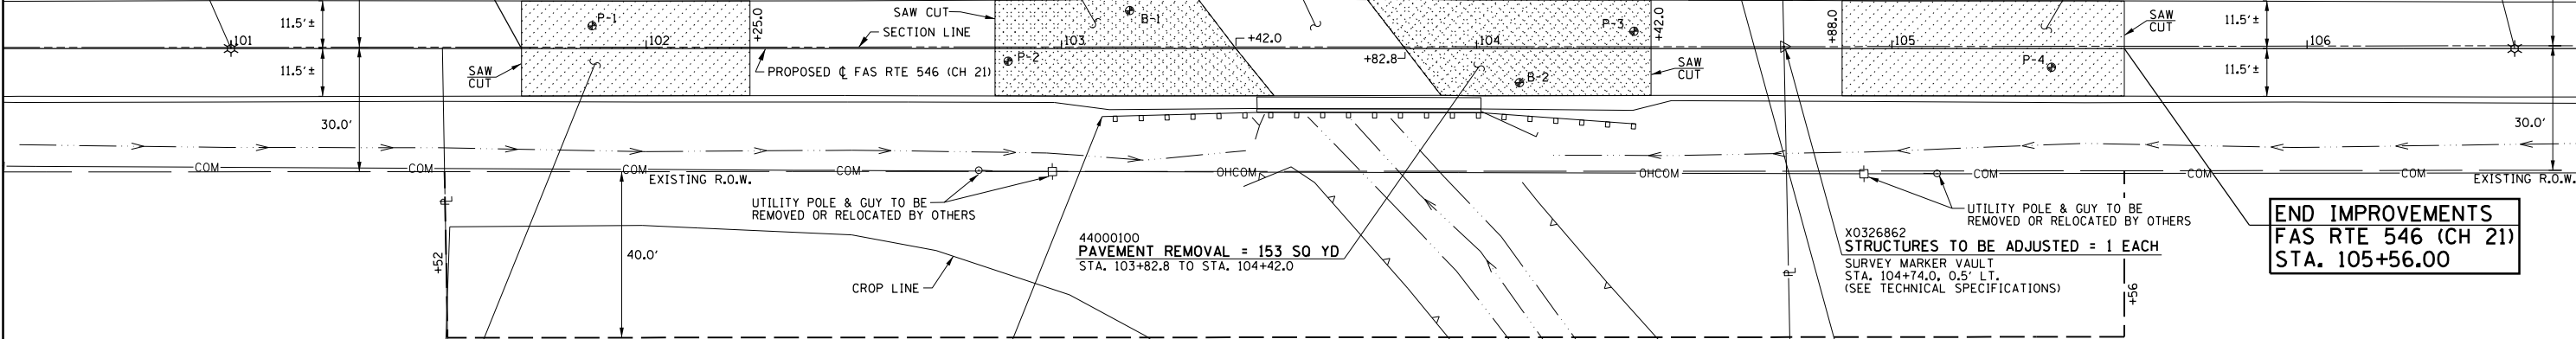 11.5'±
101
P-1
102
+25.0
SAW CUT
SECTION LINE
103
B-1
+42.0
P-3
104
+42.0
SAW
CUT
+88.0
105
SAW
CUT
11.5'±
106
11.5'±
SAW
CUT
PROPOSED ℄ FAS RTE 546 (CH 21)
P-2
+82.8
B-2
P-4
11.5'±
30.0'
30.0'
COM
COM
COM
COM
OHCOM
OHCOM
COM
COM
COM
EXISTING R.O.W.
EXISTING R.O.W.
UTILITY POLE & GUY TO BE
REMOVED OR RELOCATED BY OTHERS
UTILITY POLE & GUY TO BE
REMOVED OR RELOCATED BY OTHERS
℄
+52
40.0'
CROP LINE
44000100
PAVEMENT REMOVAL = 153 SQ YD
STA. 103+82.8 TO STA. 104+42.0
X0326862
STRUCTURES TO BE ADJUSTED = 1 EACH
SURVEY MARKER VAULT
STA. 104+74.0, 0.5' LT.
(SEE TECHNICAL SPECIFICATIONS)
+56
END IMPROVEMENTS
FAS RTE 546 (CH 21)
STA. 105+56.00